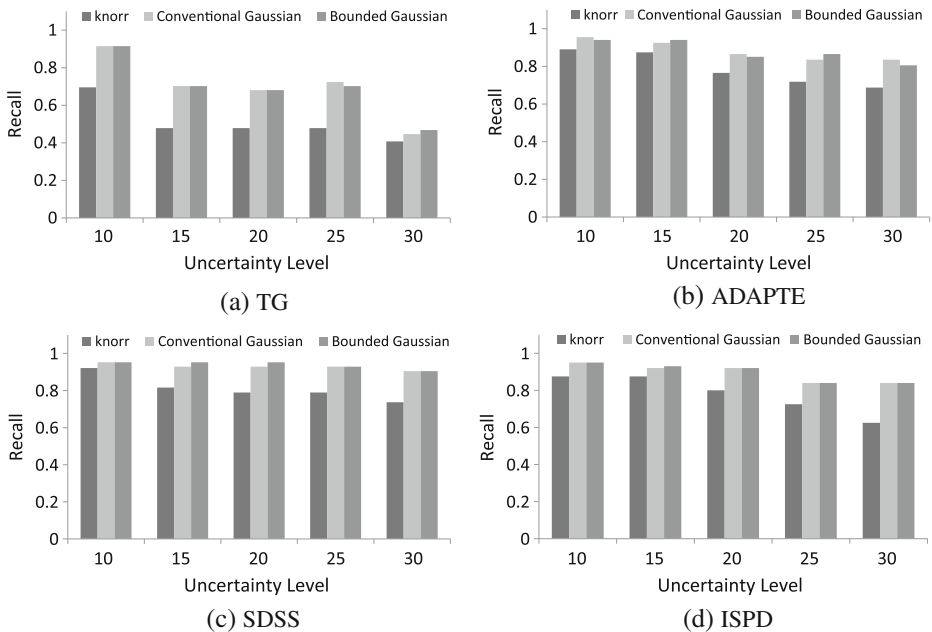 knorr Conventional Gaussian Bounded Gaussian
1
0.8
0.6
0.4
0.2
0
Recall
10 15 20 25 30
Uncertainty Level
(a) TG
knorr Conventional Gaussian Bounded Gaussian
1
0.8
0.6
0.4
0.2
0
Recall
10 15 20 25 30
Uncertainty Level
(b) ADAPTE
knorr Conventional Gaussian Bounded Gaussian
1
0.8
0.6
0.4
0.2
0
Recall
10 15 20 25 30
Uncertainty Level
(c) SDSS
knorr Conventional Gaussian Bounded Gaussian
1
0.8
0.6
0.4
0.2
0
Recall
10 15 20 25 30
Uncertainty Level
(d) ISPD